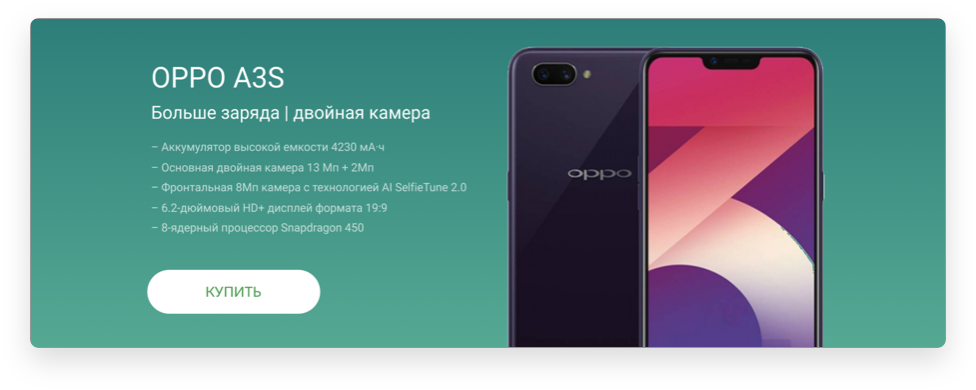 OPPO A3S
Больше заряда | двойная камера
– Аккумулятор высокой емкости 4230 мА·ч
– Основная двойная камера 13 Мп + 2Мп
– Фронтальная 8Мп камера с технологией AI SelfieTune 2.0
– 6.2-дюймовый HD+ дисплей формата 19:9
– 8-ядерный процессор Snapdragon 450
КУПИТЬ
oppo